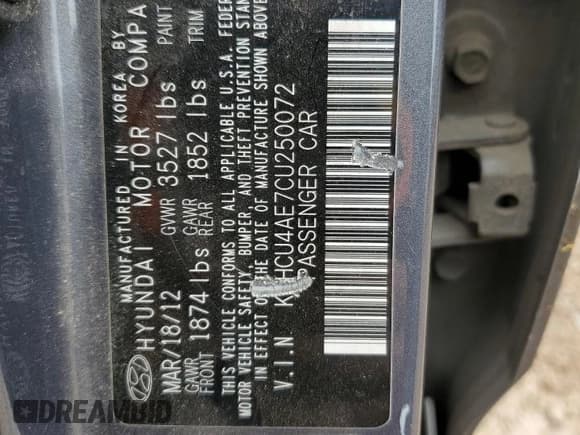 MANUFACTURED IN KOREA BY
HYUNDAI MOTOR COMPA
MAR/18/12 GVWR 3527 lbs PAINT
GAWR FRONT 1874 lbs GAWR REAR 1852 lbs TRIM
THIS VEHICLE CONFORMS TO ALL APPLICABLE U.S.A. FEDER
MOTOR VEHICLE SAFETY, BUMPER, AND THEFT PREVENTION STAN
IN EFFECT ON THE DATE OF MANUFACTURE SHOWN ABOVE
V.I.N HCU4AE7CU250072
PASSENGER CAR
DREAMBID